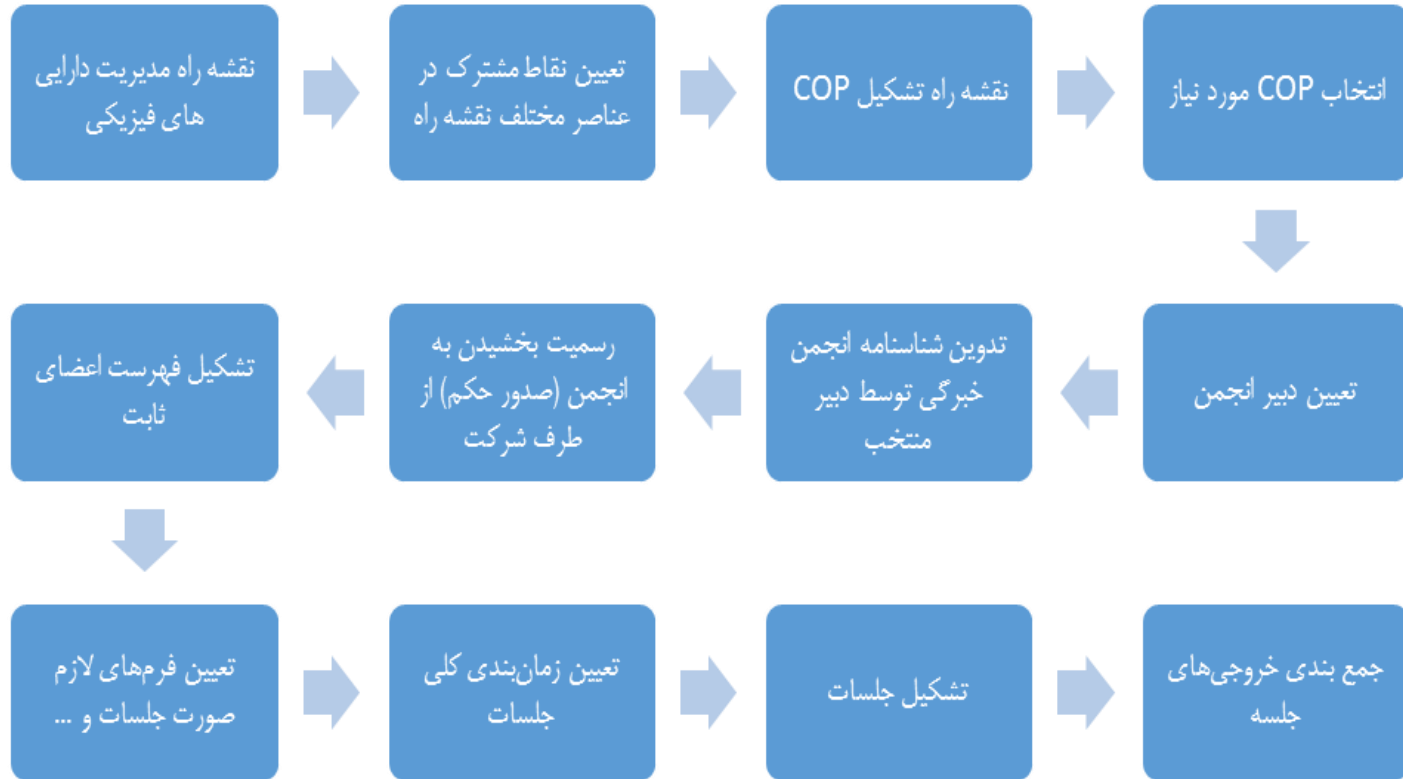 نقشه راه مدیریت دارایی
های فیزیکی
تعیین نقاط مشترک در
عناصر مختلف نقشه راه
نقشه راه تشکیل COP
انتخاب COP مورد نیاز
تعیین دبیر انجمن
تدوین شناسنامه انجمن
خبرگی توسط دبیر
منتخب
رسمیت بخشیدن به
انجمن (صدور حکم) از
طرف شرکت
تشکیل فهرست اعضای
ثابت
تعیین فرم‌های لازم
صورت جلسات و ...
تعیین زمان‌بندی کلی
جلسات
تشکیل جلسات
جمع بندی خروجی‌های
جلسه